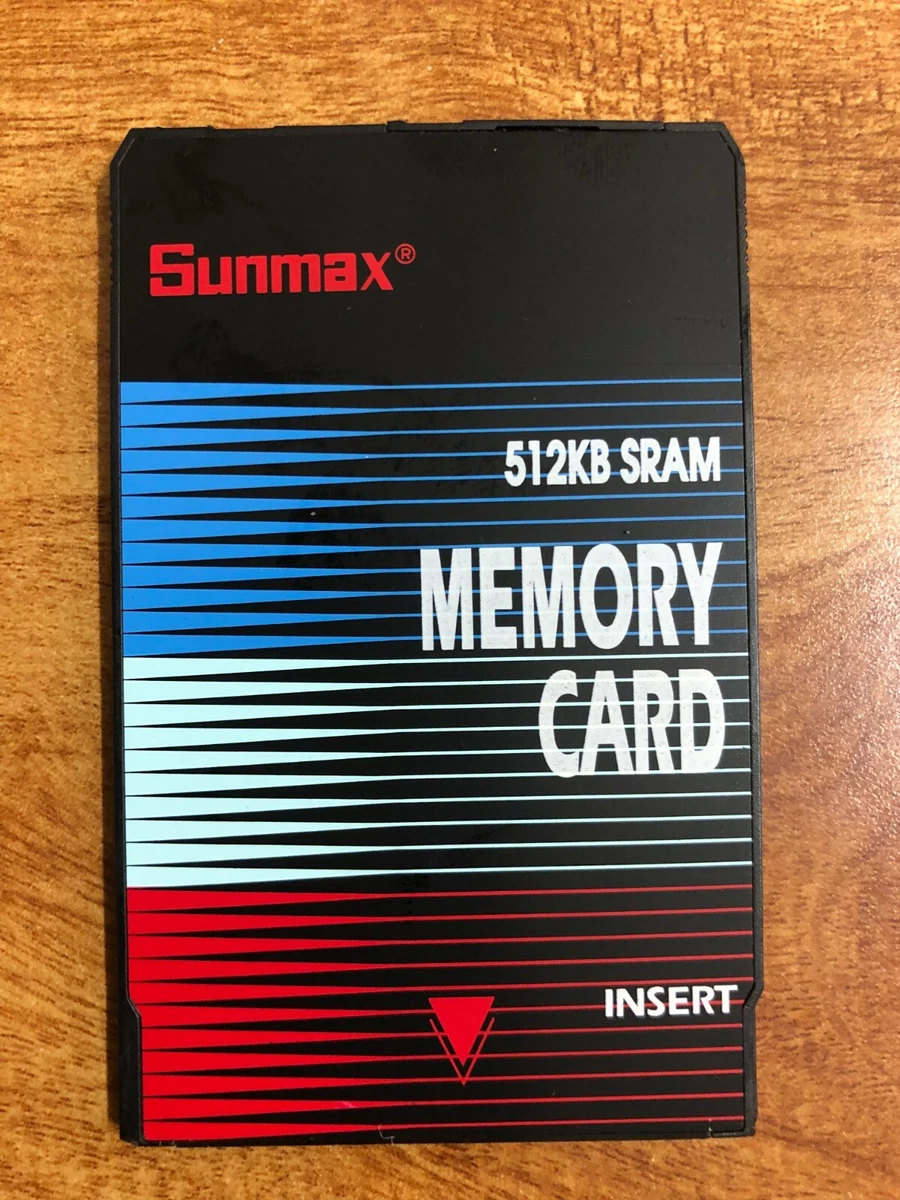 Sunmax®
512KB SRAM
MEMORY
CARD
INSERT